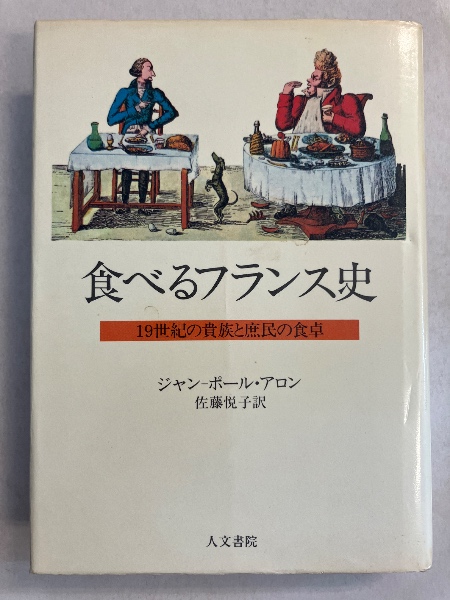 食べるフランス史
19世紀の貴族と庶民の食卓
ジャン-ポール・アロン
佐藤悦子訳
人文書院